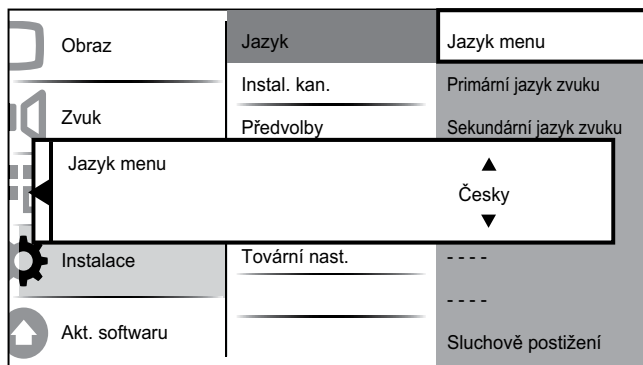 Obraz
Jazyk
Jazyk menu
Instal. kan.
Primární jazyk zvuku
Zvuk
Předvolby
Sekundární jazyk zvuku
Jazyk menu
Česky
Instalace
Tovární nast.
- - - -
- - - -
Akt. softwaru
Sluchově postižení